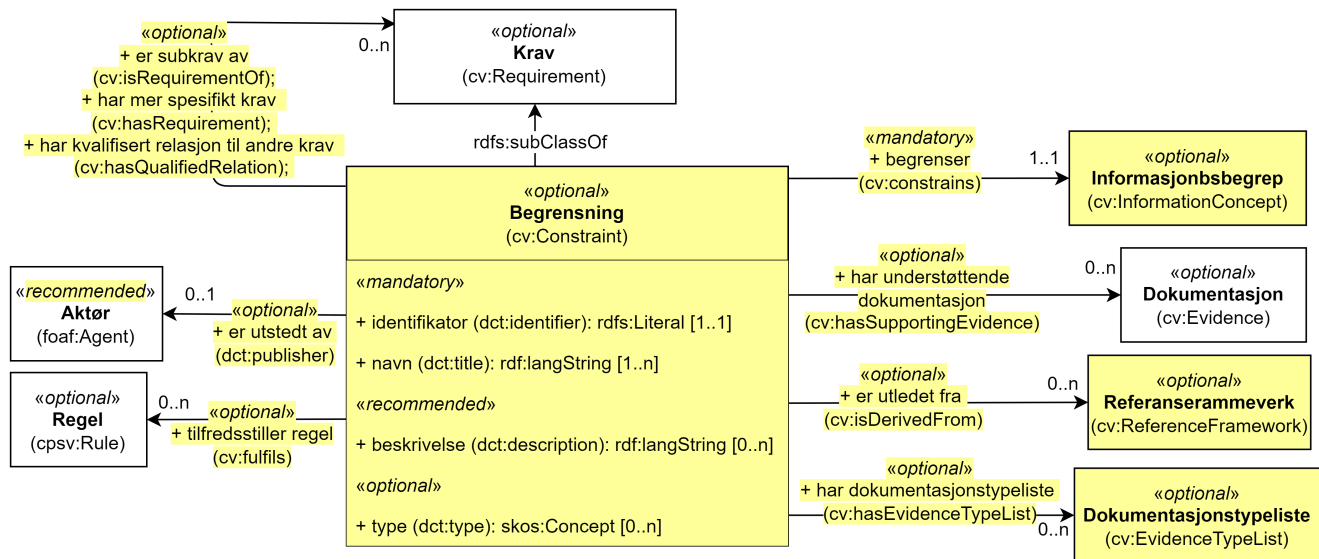 «optional»
+ er subkrav av
(cv:isRequirementOf);
+ har mer spesifikt krav
(cv:hasRequirement);
+ har kvalifisert relasjon til andre krav
(cv:hasQualifiedRelation);
0..n
«optional»
Krav
(cv:Requirement)
rdfs:subClassOf
«optional»
Begrensning
(cv:Constraint)
«mandatory»
+ identifikator (dct:identifier): rdfs:Literal [1..1]
+ navn (dct:title): rdf:langString [1..n]
«recommended»
+ beskrivelse (dct:description): rdf:langString [0..n]
«optional»
+ type (dct:type): skos:Concept [0..n]
«recommended»
Aktør
(foaf:Agent)
0..1
«optional»
+ er utstedt av
(dct:publisher)
«optional»
Regel
(cpsv:Rule)
0..n
«optional»
+ tilfredsstiller regel
(cv:fulfils)
«mandatory»
+ begrenser
(cv:constrains)
1..1
«optional»
Informasjonbsbegrep
(cv:InformationConcept)
«optional»
+ har understøttende
dokumentasjon
(cv:hasSupportingEvidence)
0..n
«optional»
Dokumentasjon
(cv:Evidence)
«optional»
+ er utledet fra
(cv:isDerivedFrom)
0..n
«optional»
Referanserammeverk
(cv:ReferenceFramework)
«optional»
+ har dokumentasjonstypeliste
(cv:hasEvidenceTypeList)
0..n
«optional»
Dokumentasjonstypeliste
(cv:EvidenceTypeList)